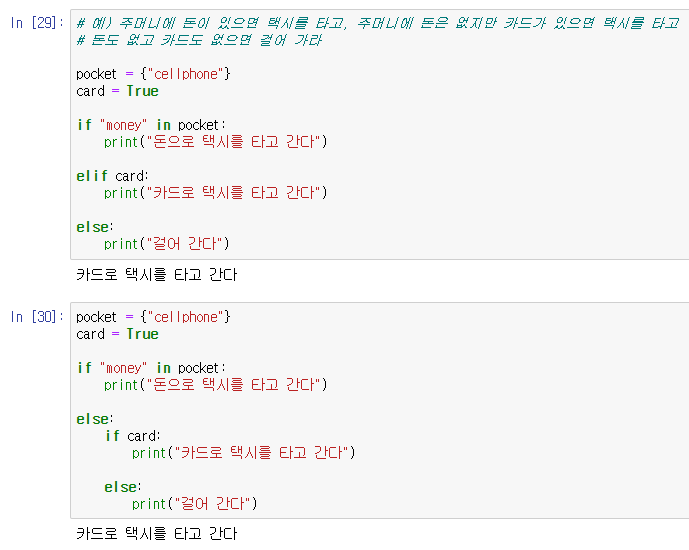 In [29]:
# 예) 주머니에 돈이 있으면 택시를 타고, 주머니에 돈은 없지만 카드가 있으면 택시를 타고
# 돈도 없고 카드도 없으면 걸어 가라
pocket = {"cellphone"}
card = True
if "money" in pocket:
    print("돈으로 택시를 타고 간다")
elif card:
    print("카드로 택시를 타고 간다")
else:
    print("걸어 간다")
카드로 택시를 타고 간다
In [30]:
pocket = {"cellphone"}
card = True
if "money" in pocket:
    print("돈으로 택시를 타고 간다")
else:
    if card:
        print("카드로 택시를 타고 간다")
    else:
        print("걸어 간다")
카드로 택시를 타고 간다